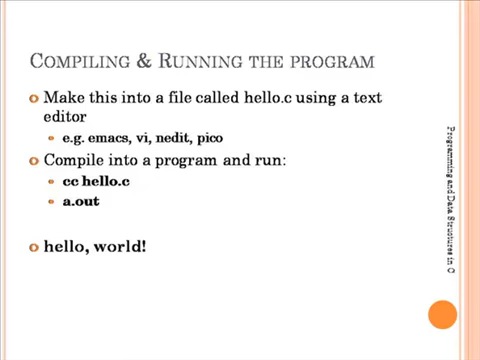 COMPILING & RUNNING THE PROGRAM
Make this into a file called hello.c using a text
editor
e.g. emacs, vi, nedit, pico
Compile into a program and run:
cc hello.c
a.out
hello, world!
Programming and Data Structures in C